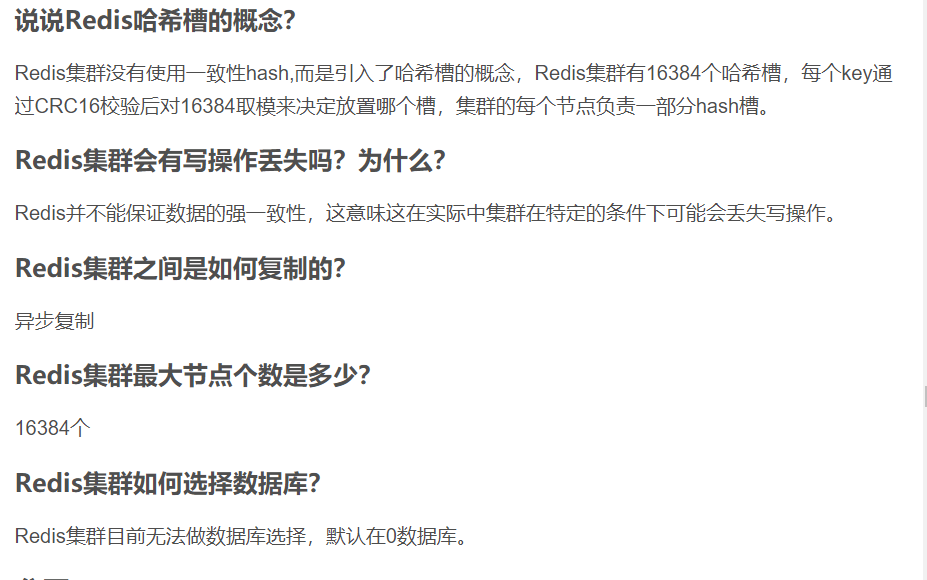 说说Redis哈希槽的概念？
Redis集群没有使用一致性hash,而是引入了哈希槽的概念，Redis集群有16384个哈希槽，每个key通
过CRC16校验后对16384取模来决定放置哪个槽，集群的每个节点负责一部分hash槽。
Redis集群会有写操作丢失吗？为什么？
Redis并不能保证数据的强一致性，这意味这在实际中集群在特定的条件下可能会丢失写操作。
Redis集群之间是如何复制的？
异步复制
Redis集群最大节点个数是多少？
16384个
Redis集群如何选择数据库？
Redis集群目前无法做数据库选择，默认在0数据库。